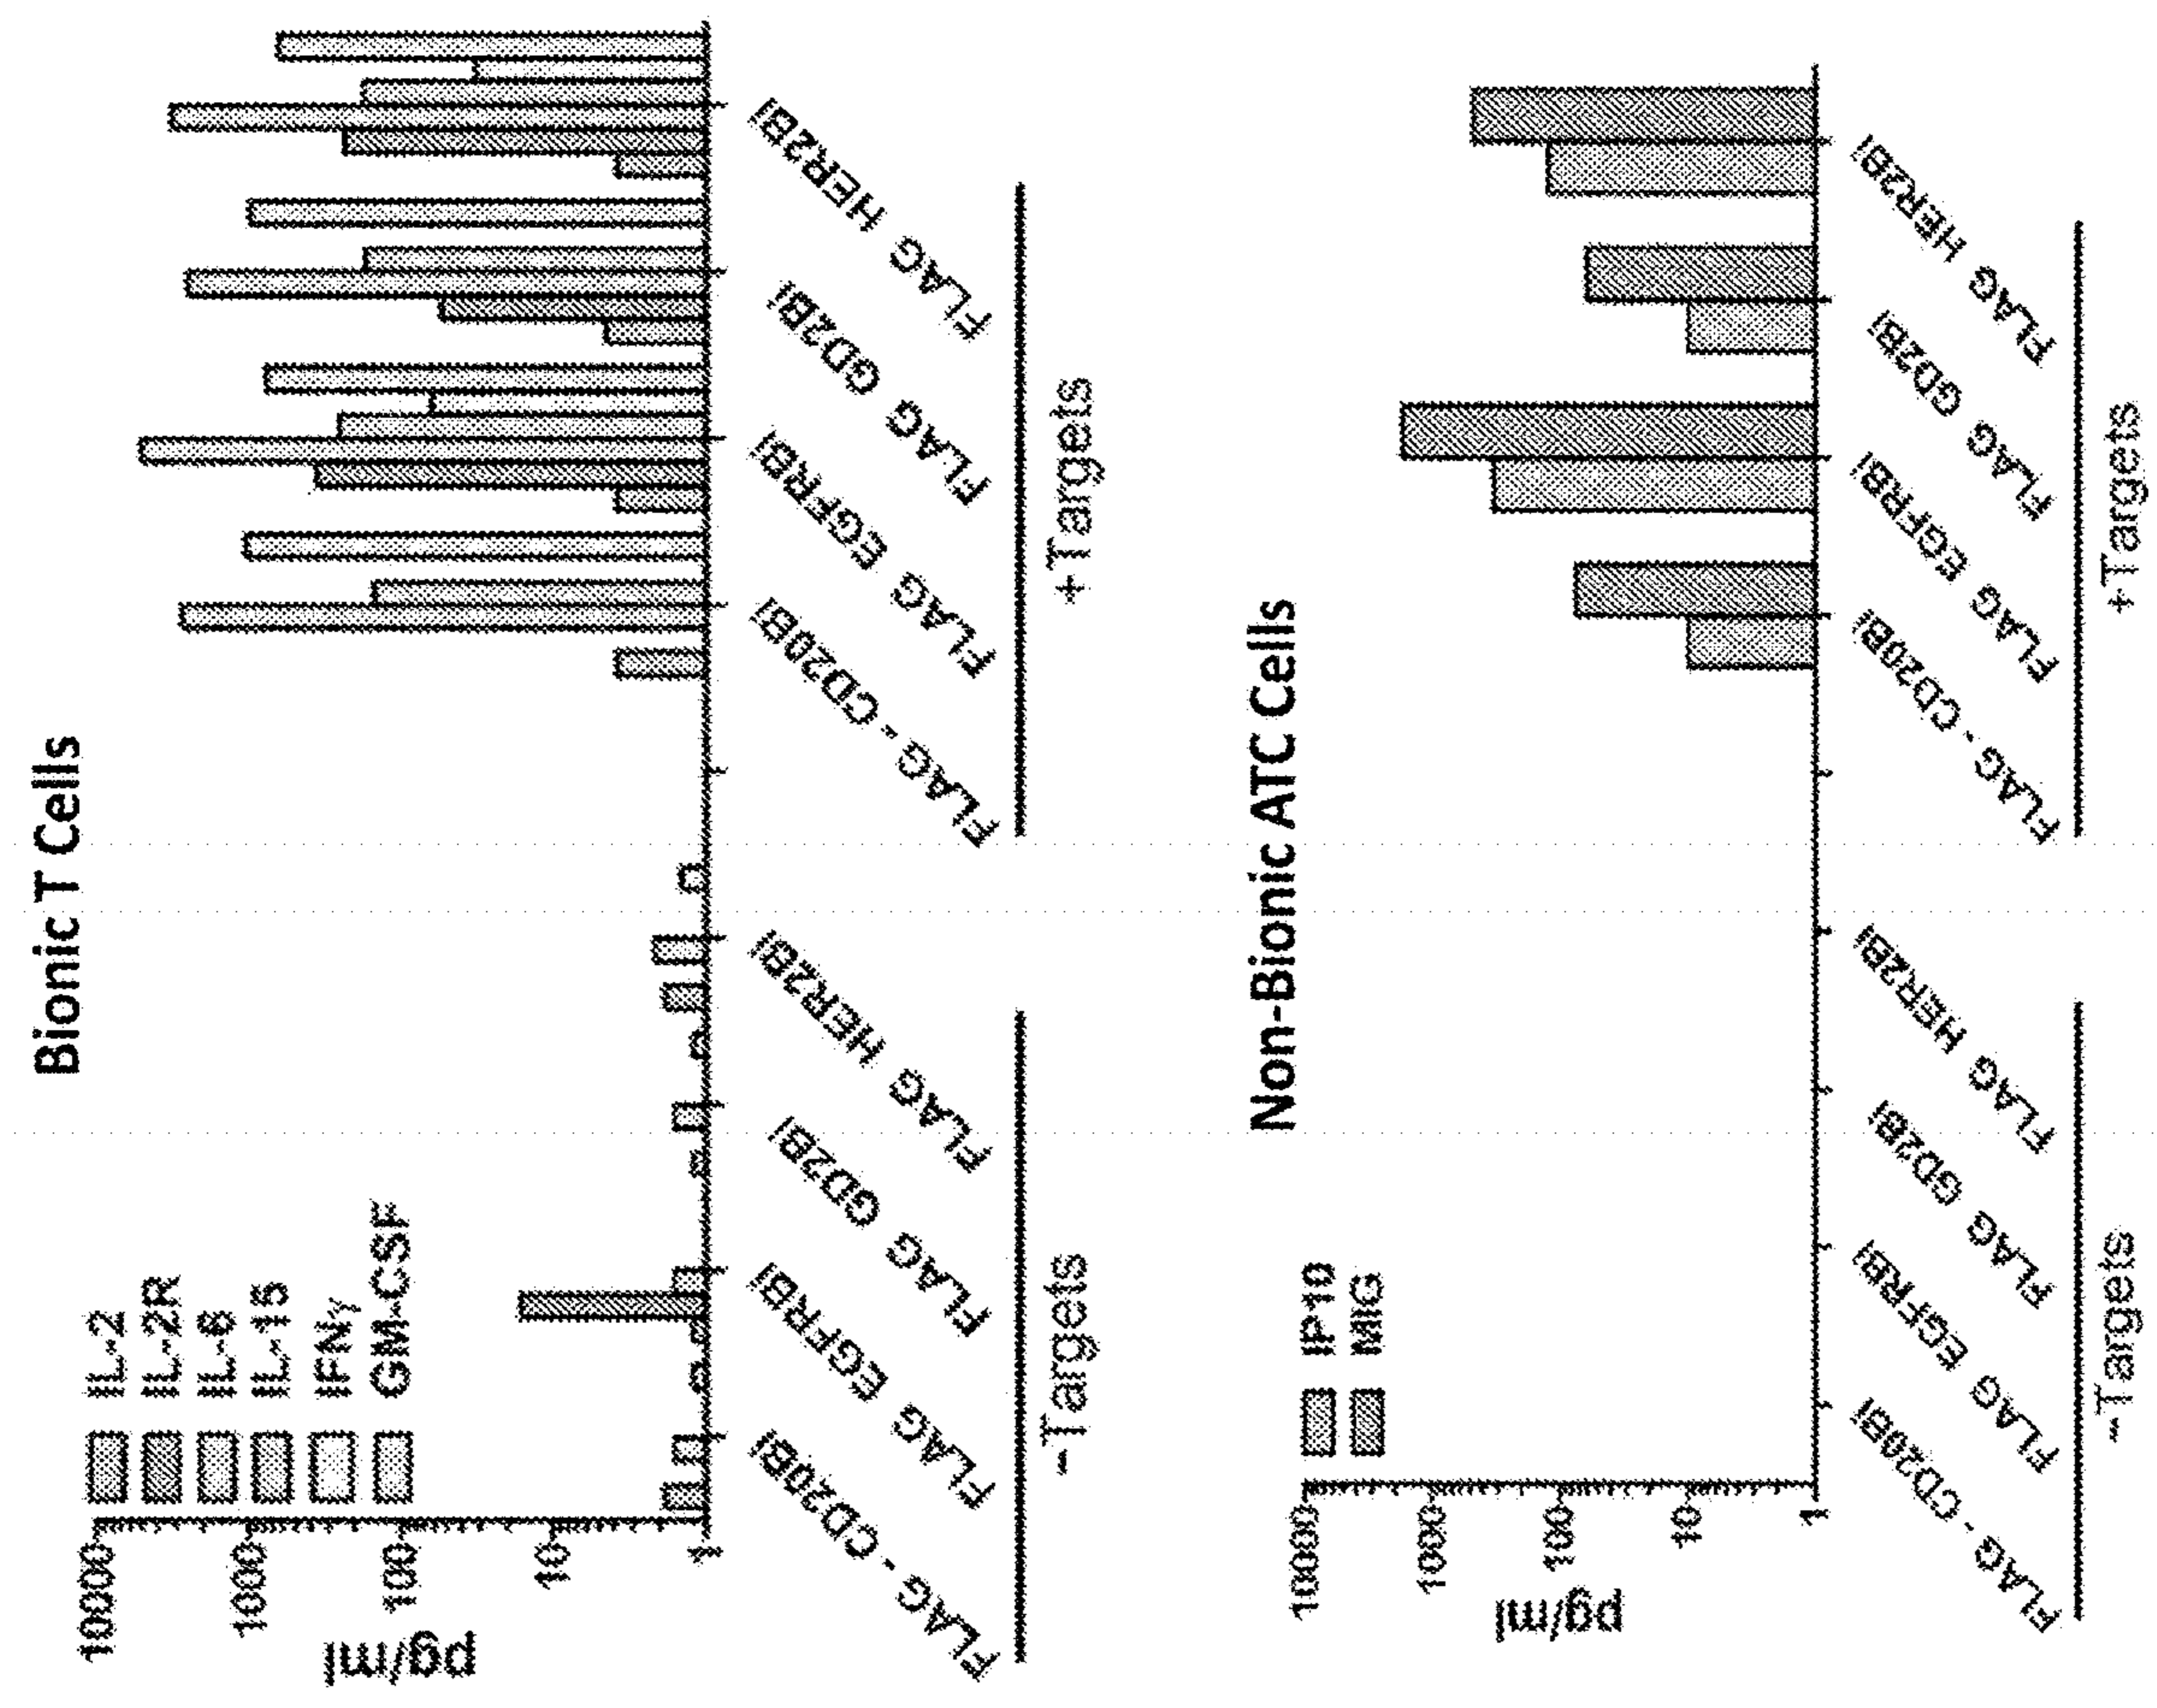 Bionic T Cells
pg/ml
10000
1000
100
10
1
IL-2
IL-2R
IL-6
IL-15
IFNγ
GM-CSF
FLAG - CD20Bi
FLAG EGFRBi
FLAG GD2Bi
FLAG HER2Bi
FLAG - CD20Bi
FLAG EGFRBi
FLAG GD2Bi
FLAG HER2Bi
-Targets
+Targets
Non-Bionic ATC Cells
pg/ml
10000
1000
100
10
1
IP10
MIG
FLAG - CD20Bi
FLAG EGFRBi
FLAG GD2Bi
FLAG HER2Bi
FLAG - CD20Bi
FLAG EGFRBi
FLAG GD2Bi
FLAG HER2Bi
-Targets
+Targets